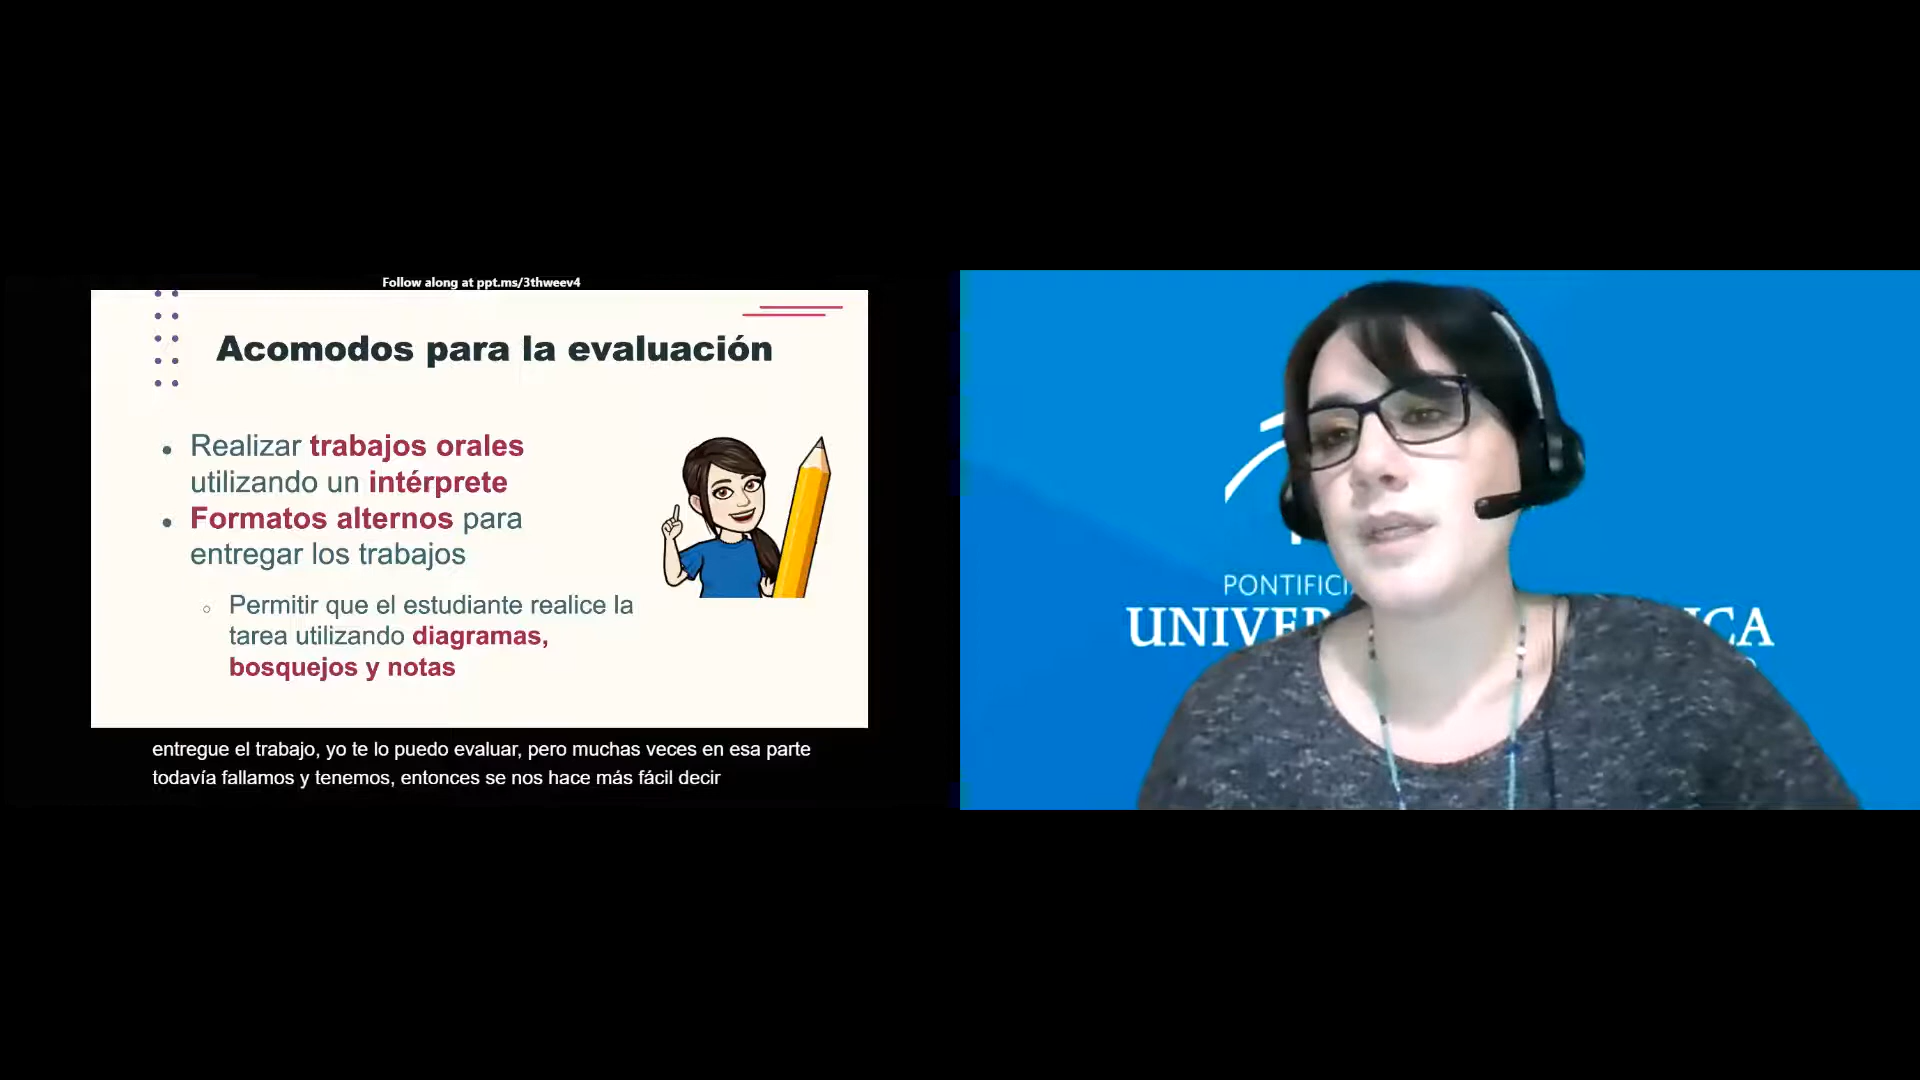 Follow along at ppt.ms/3thweev4
Acomodos para la evaluación
Realizar trabajos orales
utilizando un intérprete
Formatos alternos para
entregar los trabajos
Permitir que el estudiante realice la
tarea utilizando diagramas,
bosquejos y notas
entregue el trabajo, yo te lo puedo evaluar, pero muchas veces en esa parte
todavía fallamos y tenemos, entonces se nos hace más fácil decir